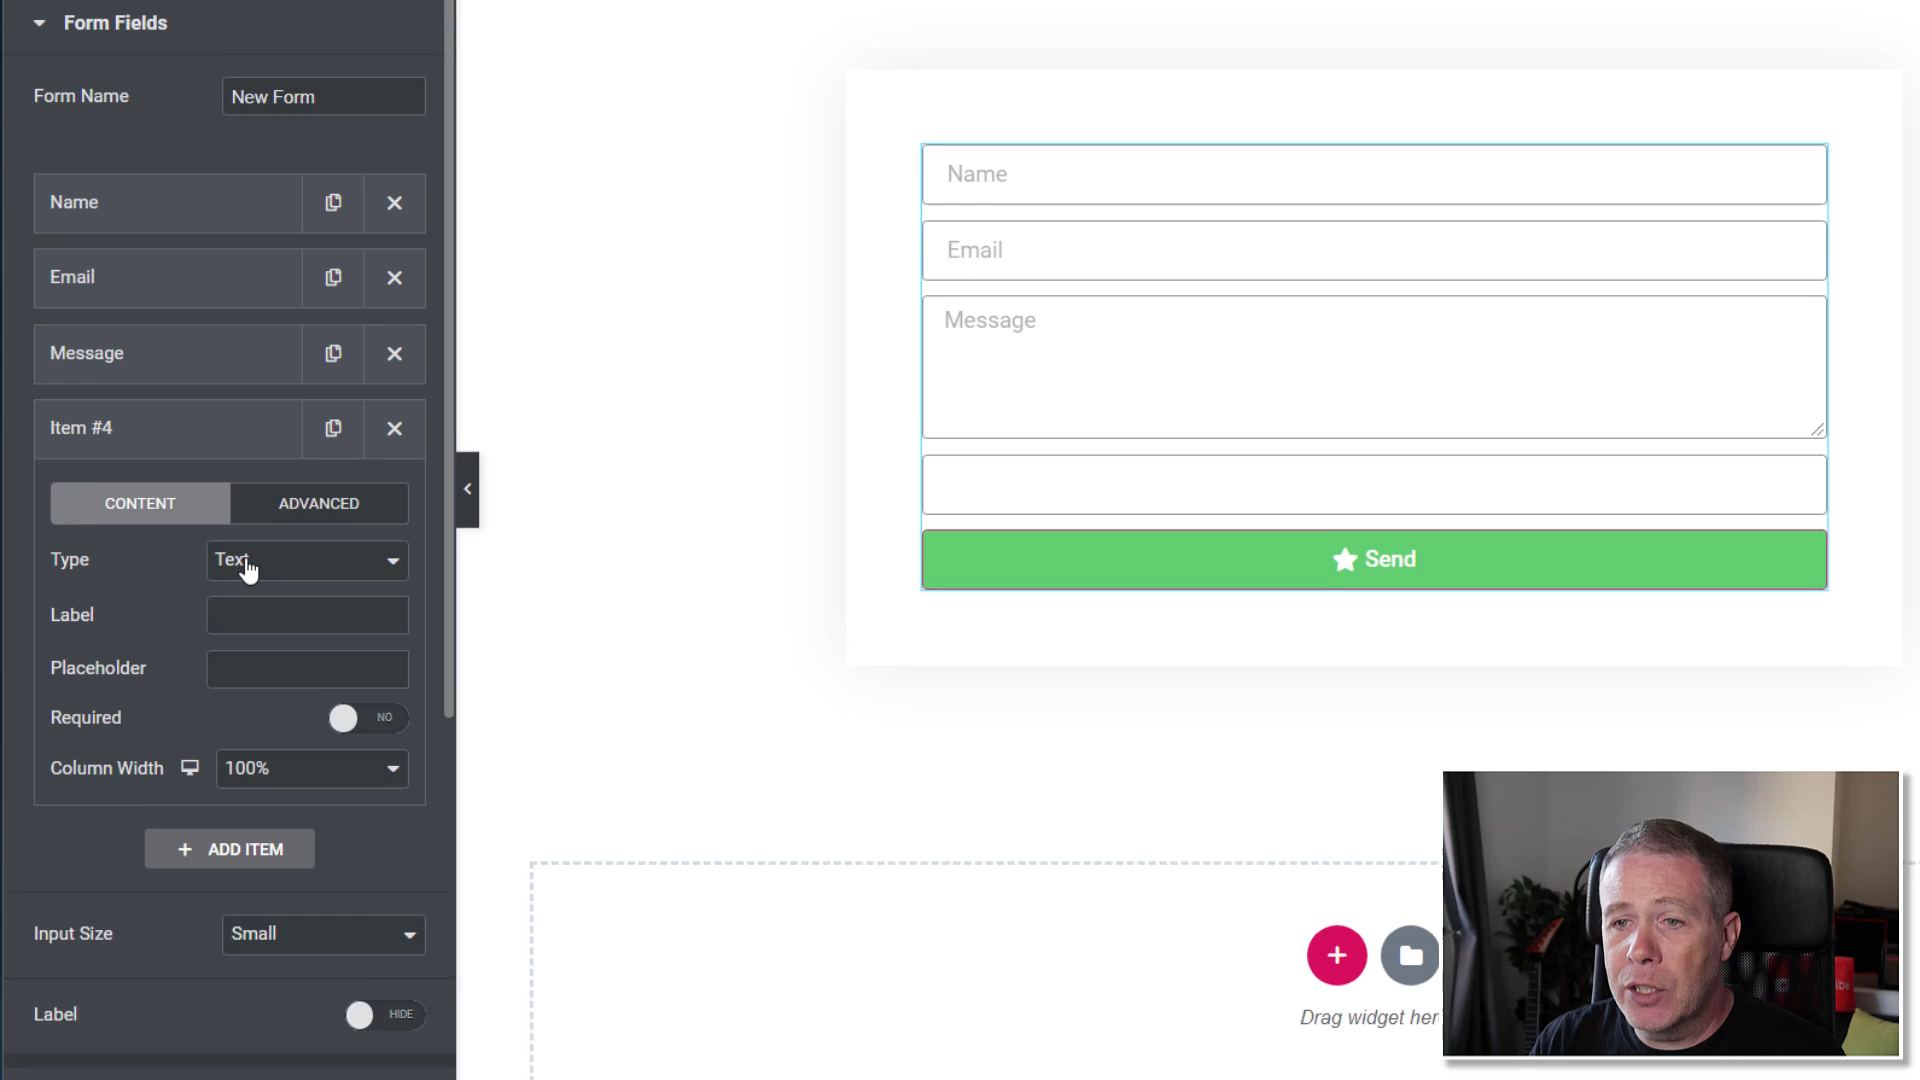 Form Fields
Form Name
New Form
Name
Email
Message
Item #4
CONTENT
ADVANCED
Type
Text
Label
Placeholder
Required
NO
Column Width
100%
+ ADD ITEM
Input Size
Small
Label
HIDE
Name
Email
Message
Send
Drag widget her